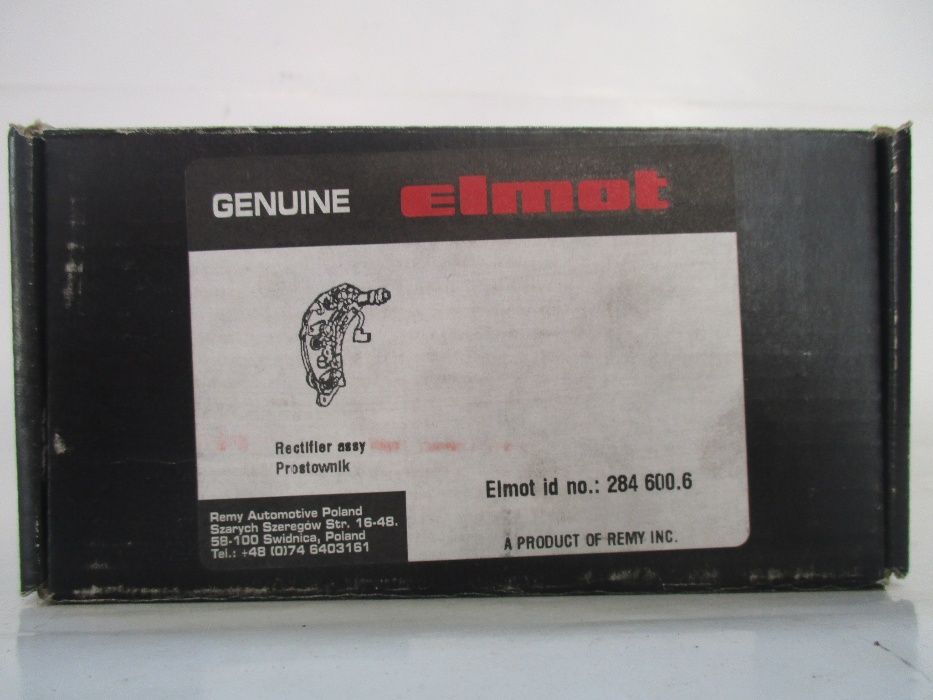 GENUINE elmot
Rectifier assy
Prostownik
Elmot id no.: 284 600.6
Remy Automotive Poland
Szarych Szeregów Str. 16-48.
58-100 Swidnica, Poland
Tel.: +48 (0)74 6403161
A PRODUCT OF REMY INC.